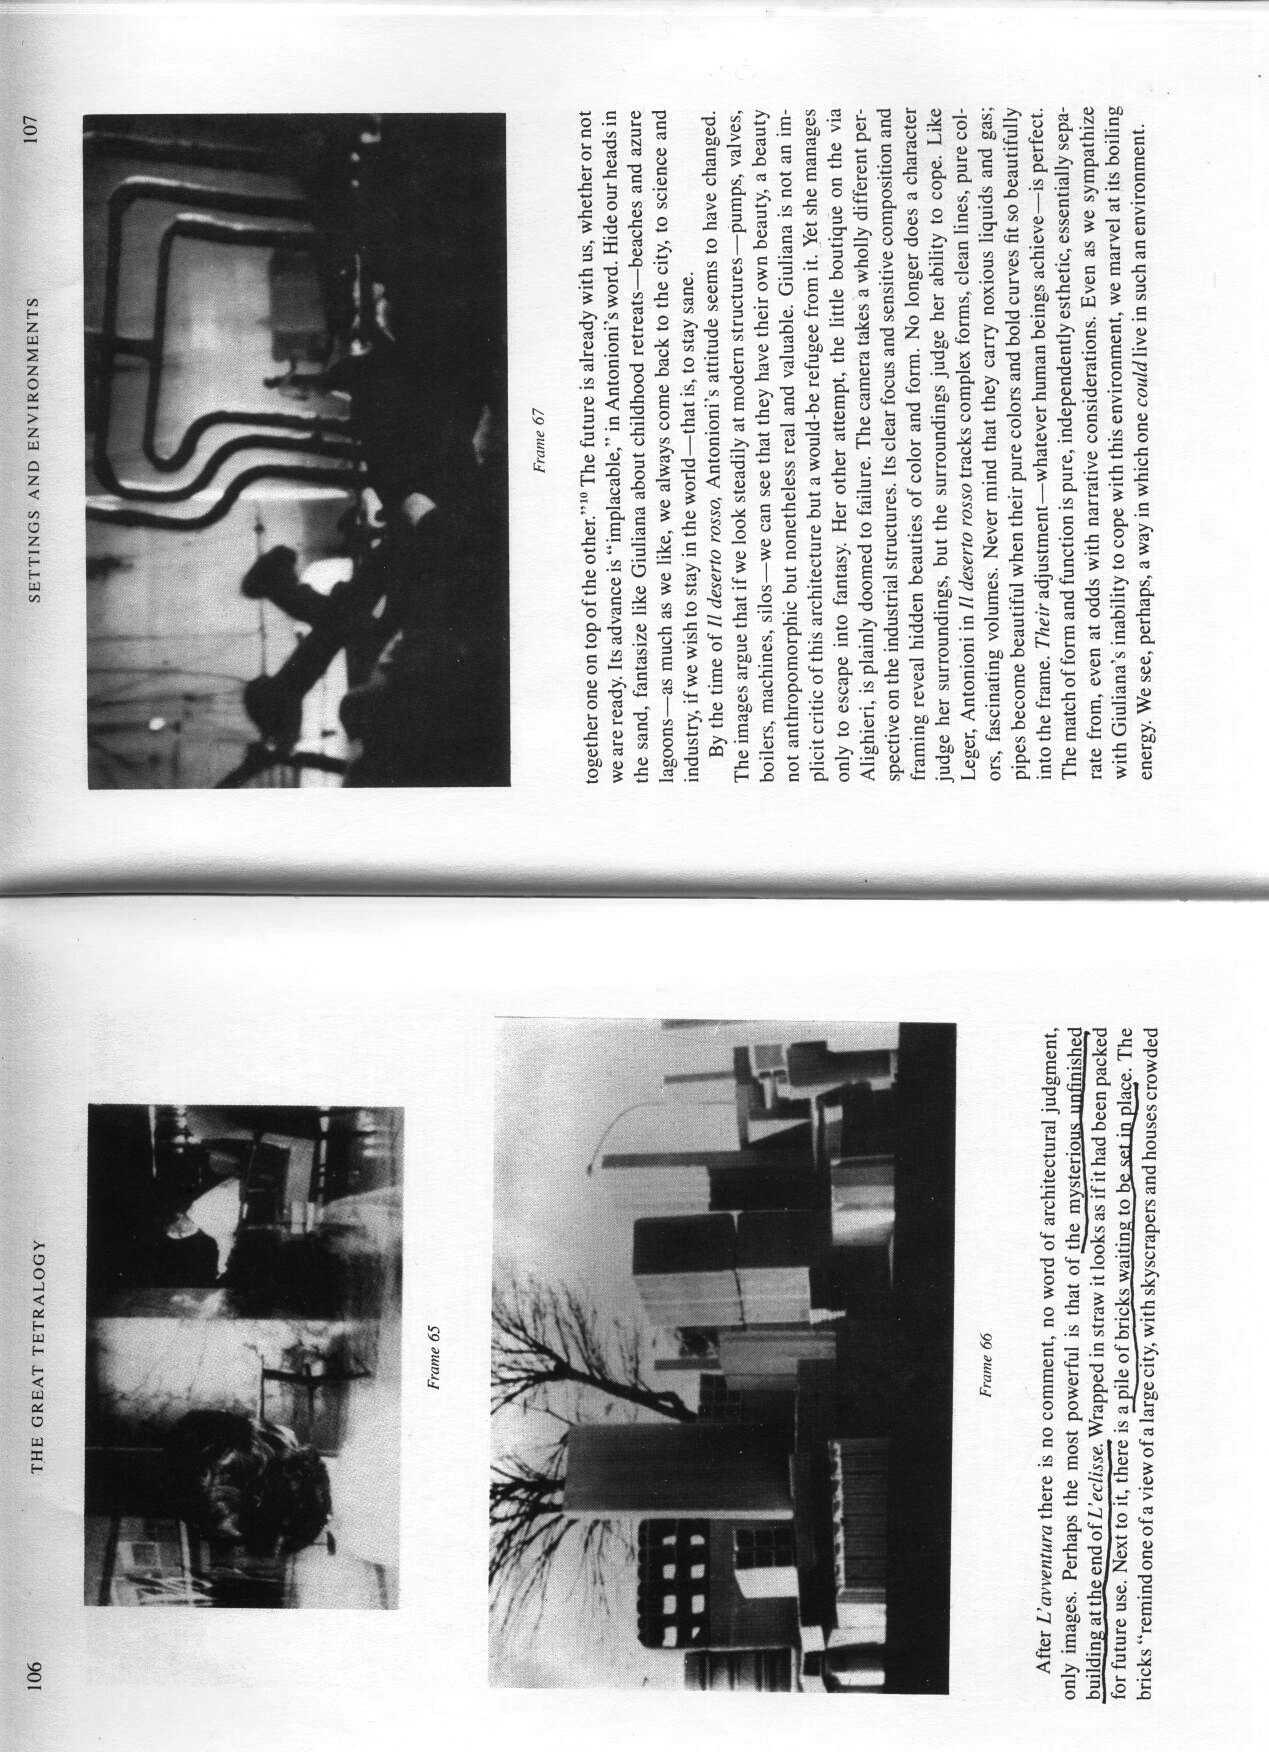 106
THE GREAT TETRALOGY
Frame 65
Frame 66
After L'avventura there is no comment, no word of architectural judgment,
only images. Perhaps the most powerful is that of the mysterious unfinished
building at the end of L'eclisse. Wrapped in straw it looks as if it had been packed
for future use. Next to it, there is a pile of bricks waiting to be set in place. The
bricks "remind one of a view of a large city, with skyscrapers and houses crowded
SETTINGS AND ENVIRONMENTS
107
Frame 67
together one on top of the other."10 The future is already with us, whether or not
we are ready. Its advance is "implacable," in Antonioni's word. Hide our heads in
the sand, fantasize like Giuliana about childhood retreats—beaches and azure
lagoons—as much as we like, we always come back to the city, to science and
industry, if we wish to stay in the world—that is, to stay sane.
By the time of Il deserto rosso, Antonioni's attitude seems to have changed.
The images argue that if we look steadily at modern structures—pumps, valves,
boilers, machines, silos—we can see that they have their own beauty, a beauty
not anthropomorphic but nonetheless real and valuable. Giuliana is not an im-
plicit critic of this architecture but a would-be refugee from it. Yet she manages
only to escape into fantasy. Her other attempt, the little boutique on the via
Alighieri, is plainly doomed to failure. The camera takes a wholly different per-
spective on the industrial structures. Its clear focus and sensitive composition and
framing reveal hidden beauties of color and form. No longer does a character
judge her surroundings, but the surroundings judge her ability to cope. Like
Leger, Antonioni in Il deserto rosso tracks complex forms, clean lines, pure col-
ors, fascinating volumes. Never mind that they carry noxious liquids and gas;
pipes become beautiful when their pure colors and bold curves fit so beautifully
into the frame. Their adjustment—whatever human beings achieve—is perfect.
The match of form and function is pure, independently esthetic, essentially sepa-
rate from, even at odds with narrative considerations. Even as we sympathize
with Giuliana's inability to cope with this environment, we marvel at its boiling
energy. We see, perhaps, a way in which one could live in such an environment.